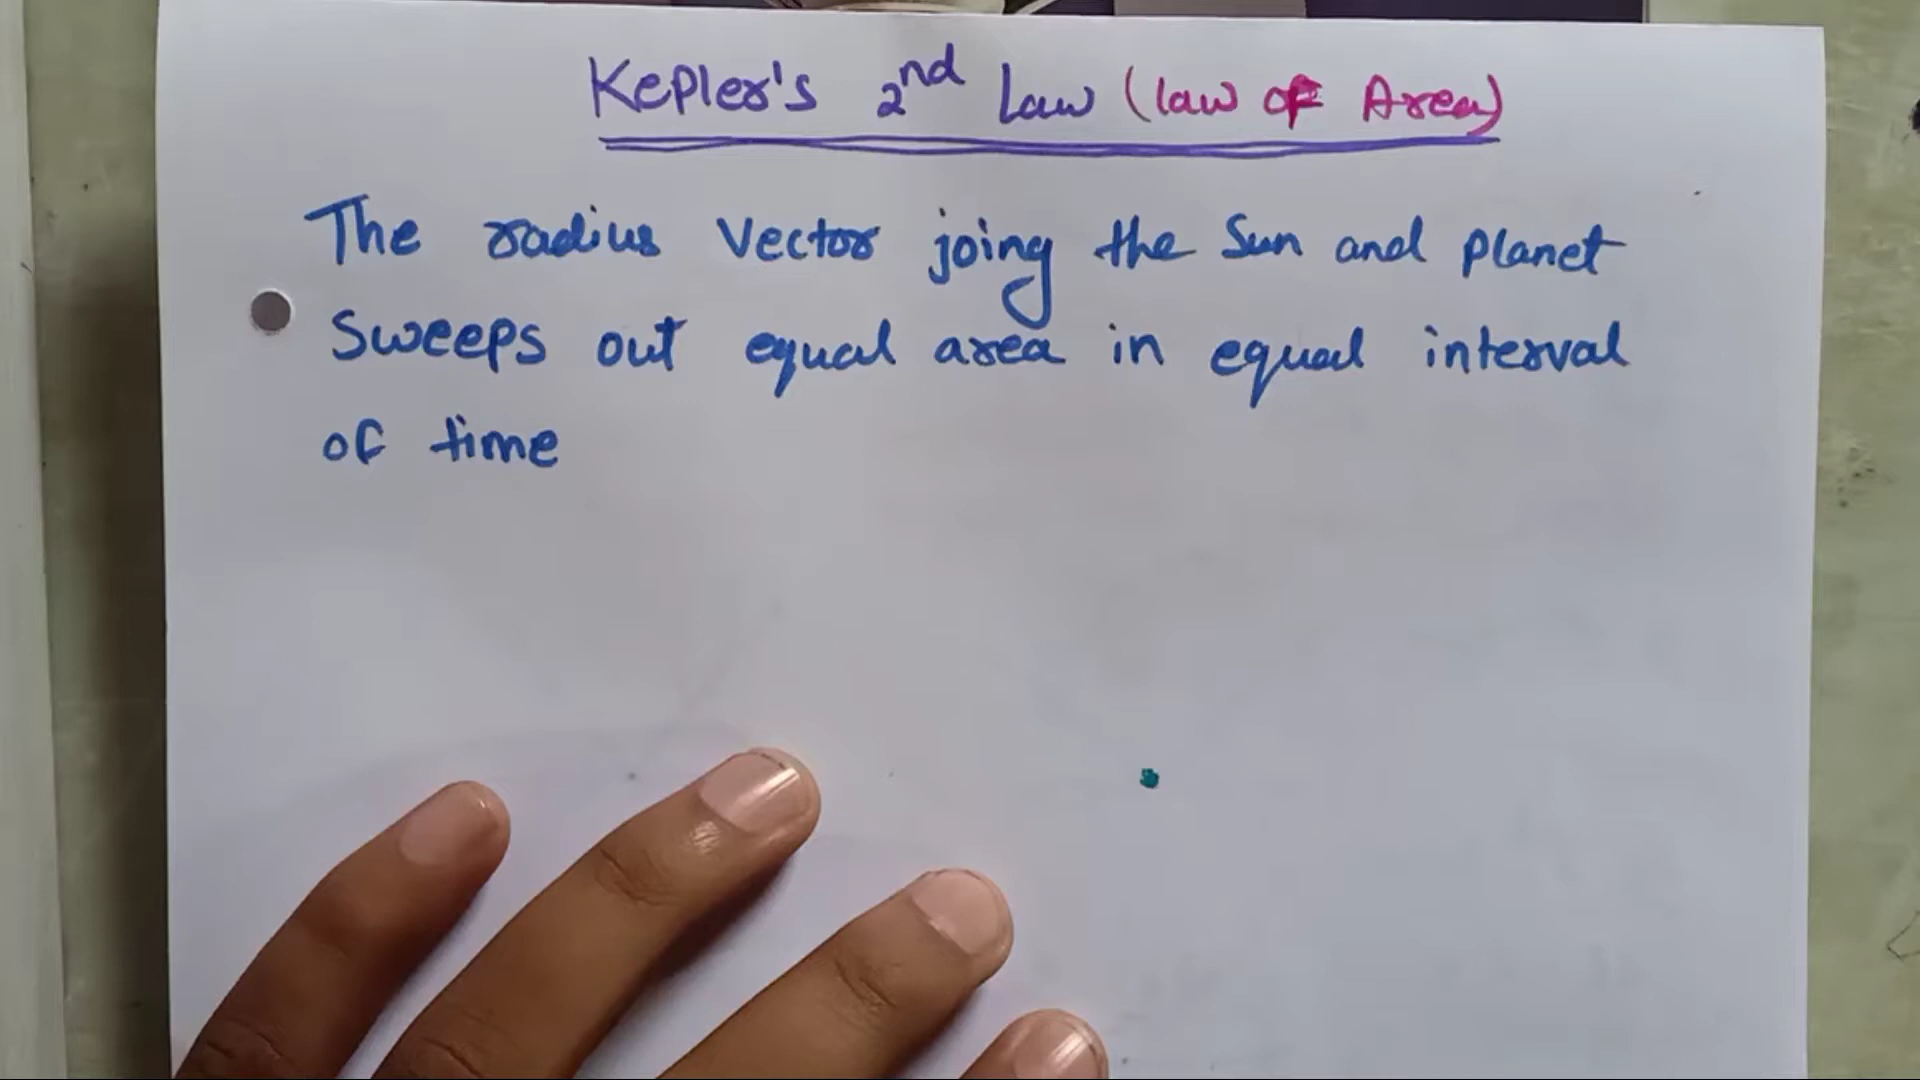 Kepler's 2nd Law (law of Area)
The radius vector joing the Sun and planet
Sweeps out equal area in equal interval
of time